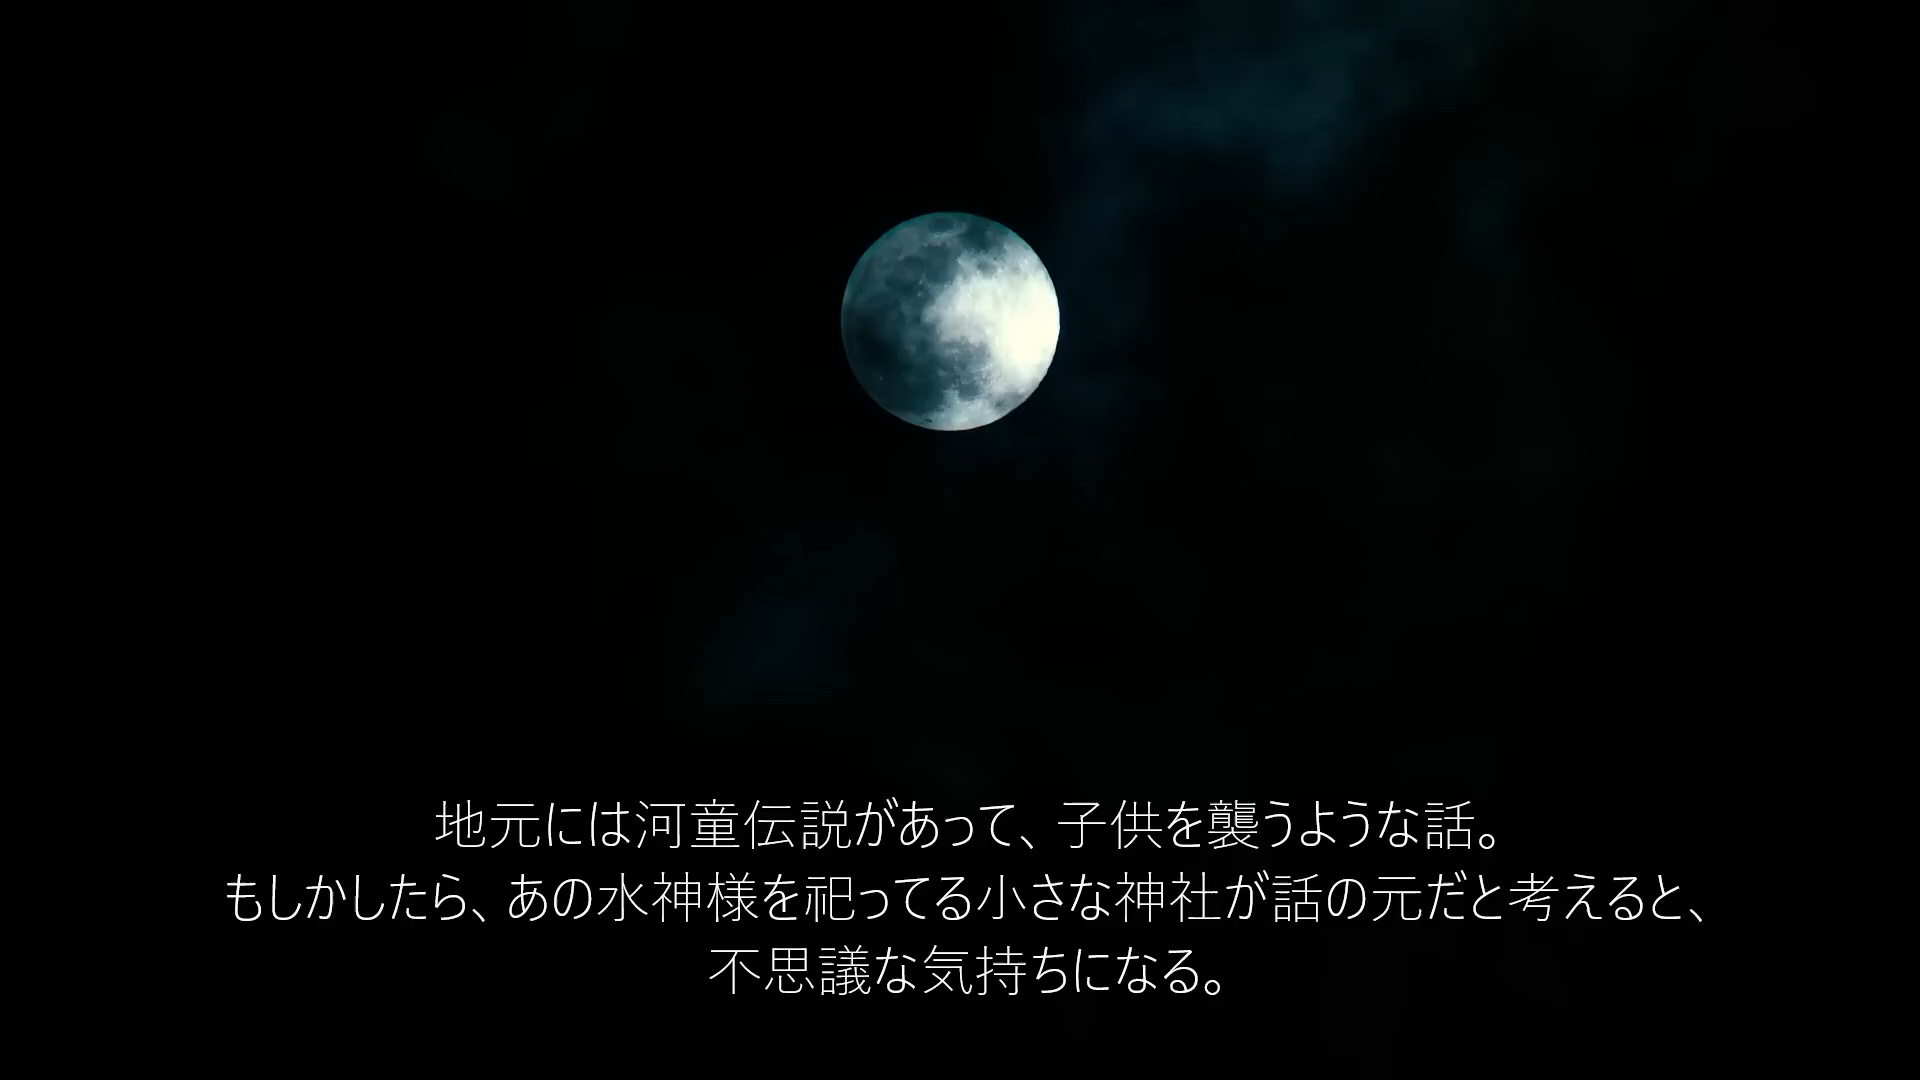 地元には河童伝説があって、子供を襲うような話。
もしかしたら、あの水神様を祀ってる小さな神社が話の元だと考えると、
不思議な気持ちになる。